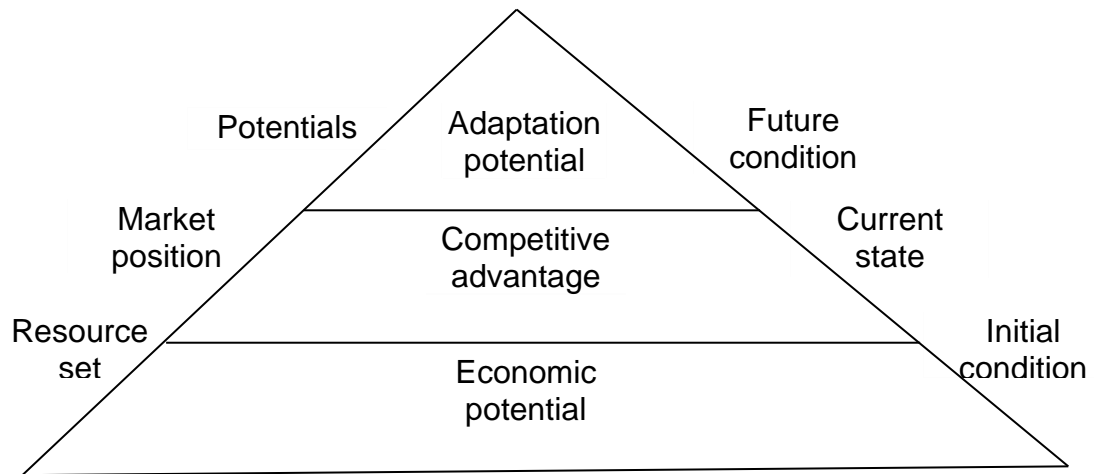 Potentials
Adaptation
potential
Future
condition
Market
position
Competitive
advantage
Current
state
Resource
set
Economic
potential
Initial
condition